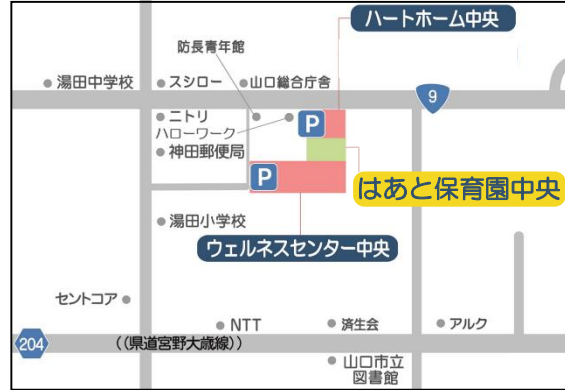 ハートホーム中央
防長青年館
湯田中学校
スシロー
山口総合庁舎
9
ニトリ
ハローワーク
P
神田郵便局
P
はあと保育園中央
湯田小学校
ウェルネスセンター中央
セントコア
NTT
済生会
アルク
204
((県道宮野大歳線))
山口市立
図書館